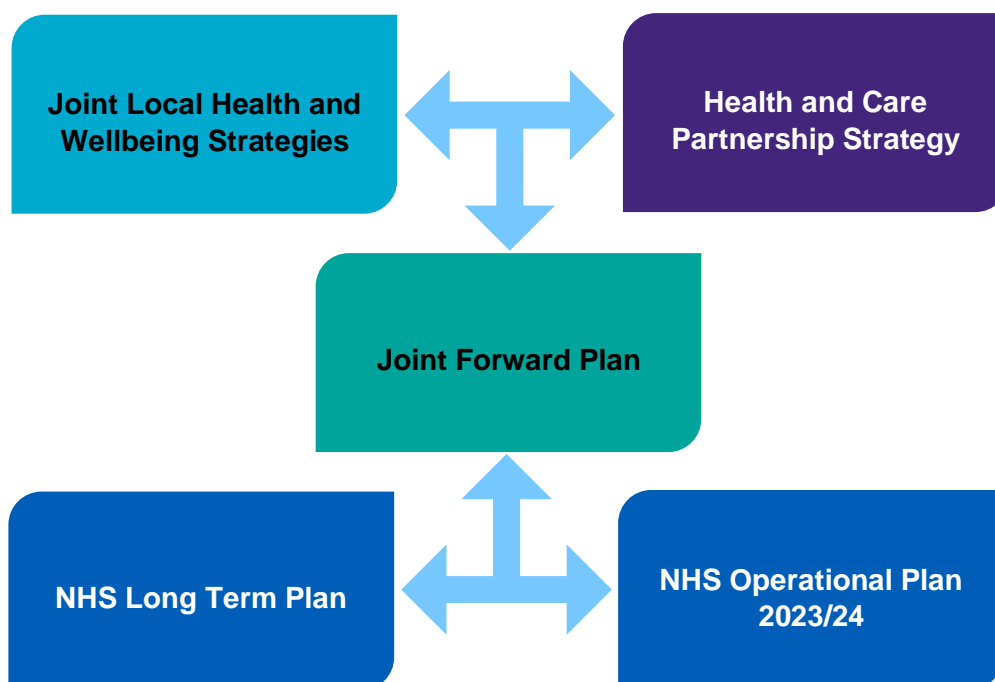 Joint Local Health and
Wellbeing Strategies
Health and Care
Partnership Strategy
Joint Forward Plan
NHS Long Term Plan
NHS Operational Plan
2023/24